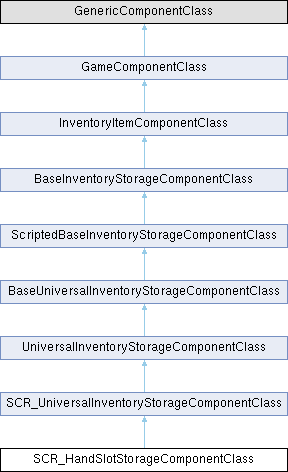 GenericComponentClass
GameComponentClass
InventoryItemComponentClass
BaseInventoryStorageComponentClass
ScriptedBaseInventoryStorageComponentClass
BaseUniversalInventoryStorageComponentClass
UniversalInventoryStorageComponentClass
SCR_UniversalInventoryStorageComponentClass
SCR_HandSlotStorageComponentClass